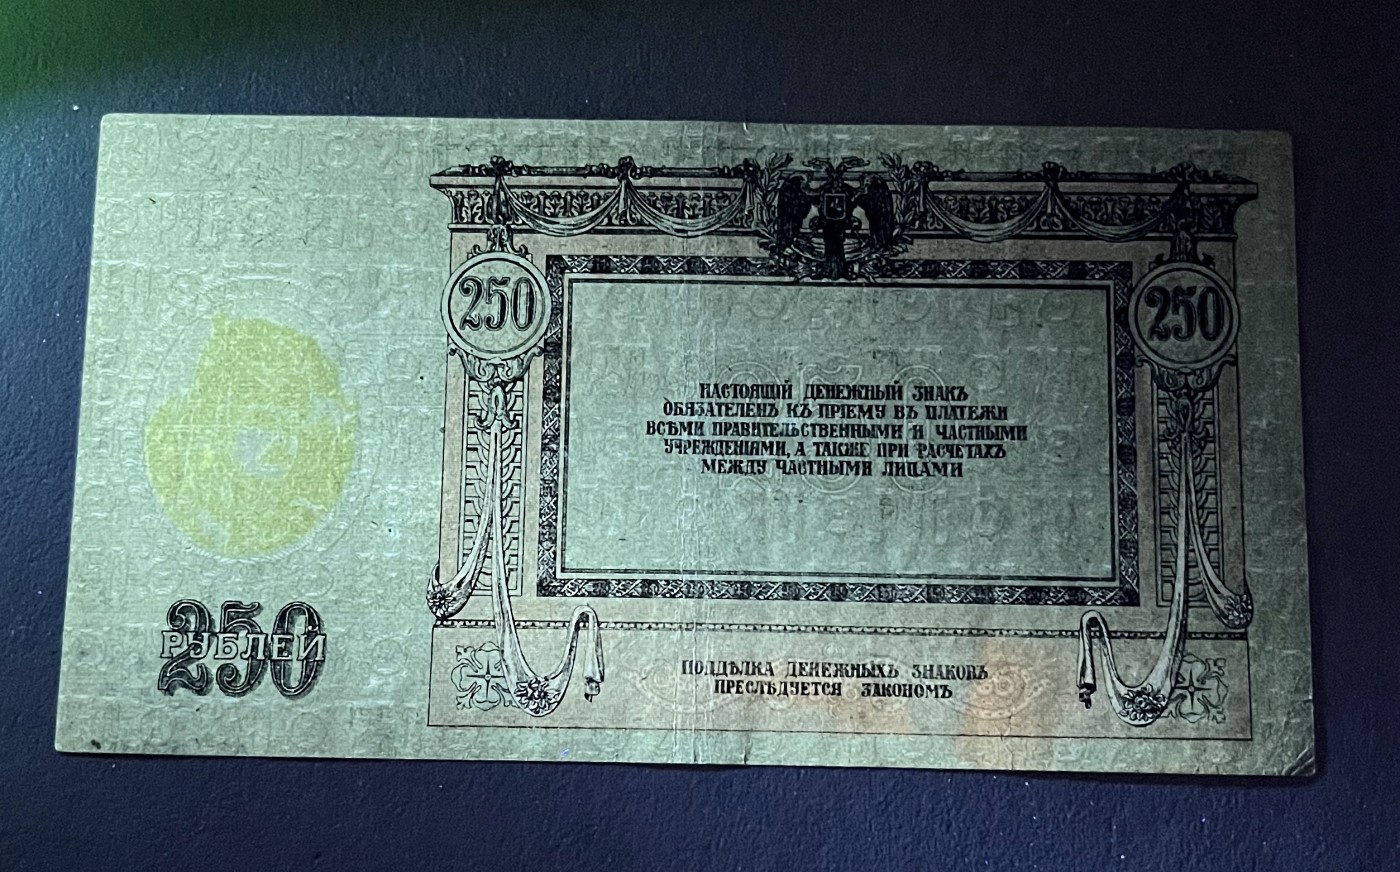 250
250
НАСТОЯЩІЙ ДЕНЕЖНЫЙ ЗНАКЪ
ОБЯЗАТЕЛЕНЪ КЪ ПРІЕМУ ВЪ ПЛАТЕЖИ
ВСѢМИ ПРАВИТЕЛЬСТВЕННЫМИ И ЧАСТНЫМИ
УЧРЕЖДЕНІЯМИ, А ТАКЖЕ ПРИ РАСЧЕТАХЪ
МЕЖДУ ЧАСТНЫМИ ЛИЦАМИ
250
РУБЛЕЙ
ПОДДѢЛКА ДЕНЕЖНЫХЪ ЗНАКОВЪ
ПРЕСЛѢДУЕТСЯ ЗАКОНОМЪ